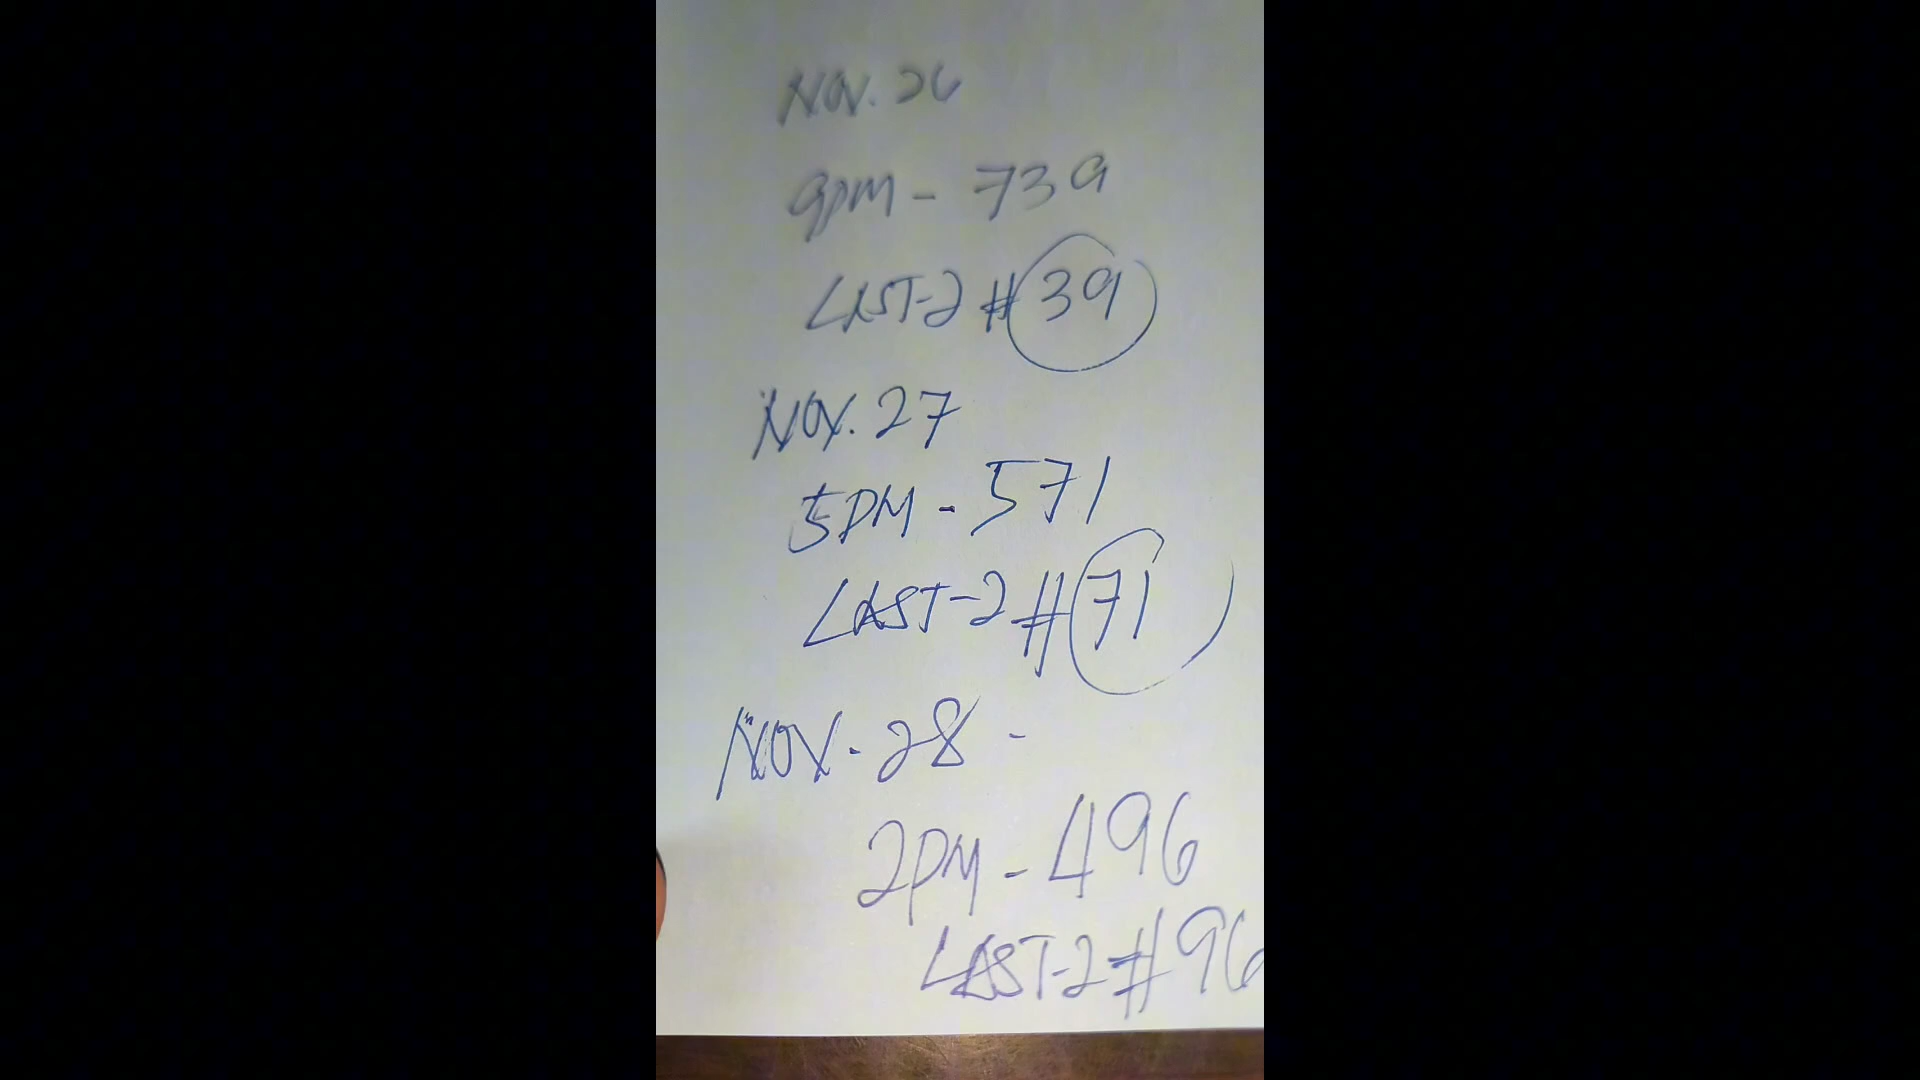 NOV. 26
9pm - 739
LAST-2 # 39
NOV. 27
5PM - 571
LAST-2 # 71
NOV - 28 -
2PM - 496
LAST-2 # 96